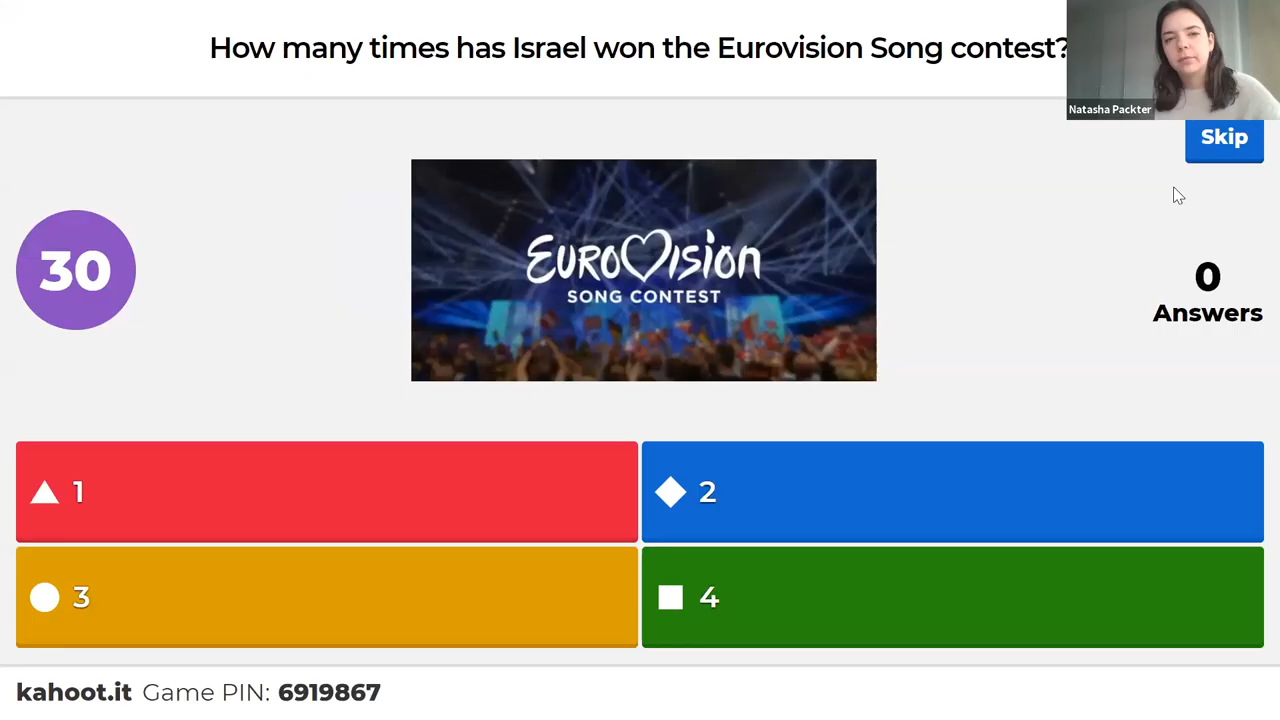 How many times has Israel won the Eurovision Song contest?
Natasha Packter
Skip
30
EUROVISION
SONG CONTEST
0
Answers
1
2
3
4
kahoot.it Game PIN: 6919867